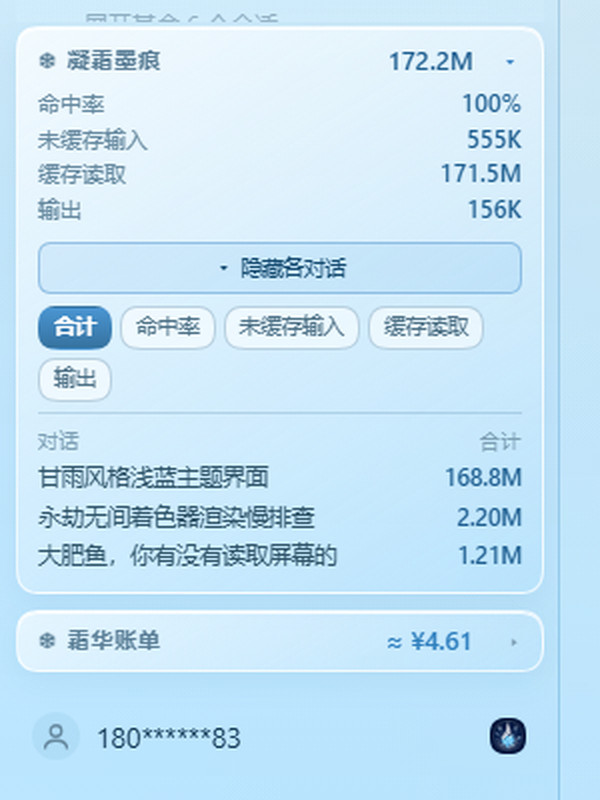 ❄ 凝霜墨痕 172.2M
命中率 100%
未缓存输入 555K
缓存读取 171.5M
输出 156K
隐藏各对话
合计 命中率 未缓存输入 缓存读取
输出
对话 合计
甘雨风格浅蓝主题界面 168.8M
永劫无间着色器渲染慢排查 2.20M
大肥鱼，你有没有读取屏幕的 1.21M
❄ 霜华账单 ≈ ¥4.61
180******83